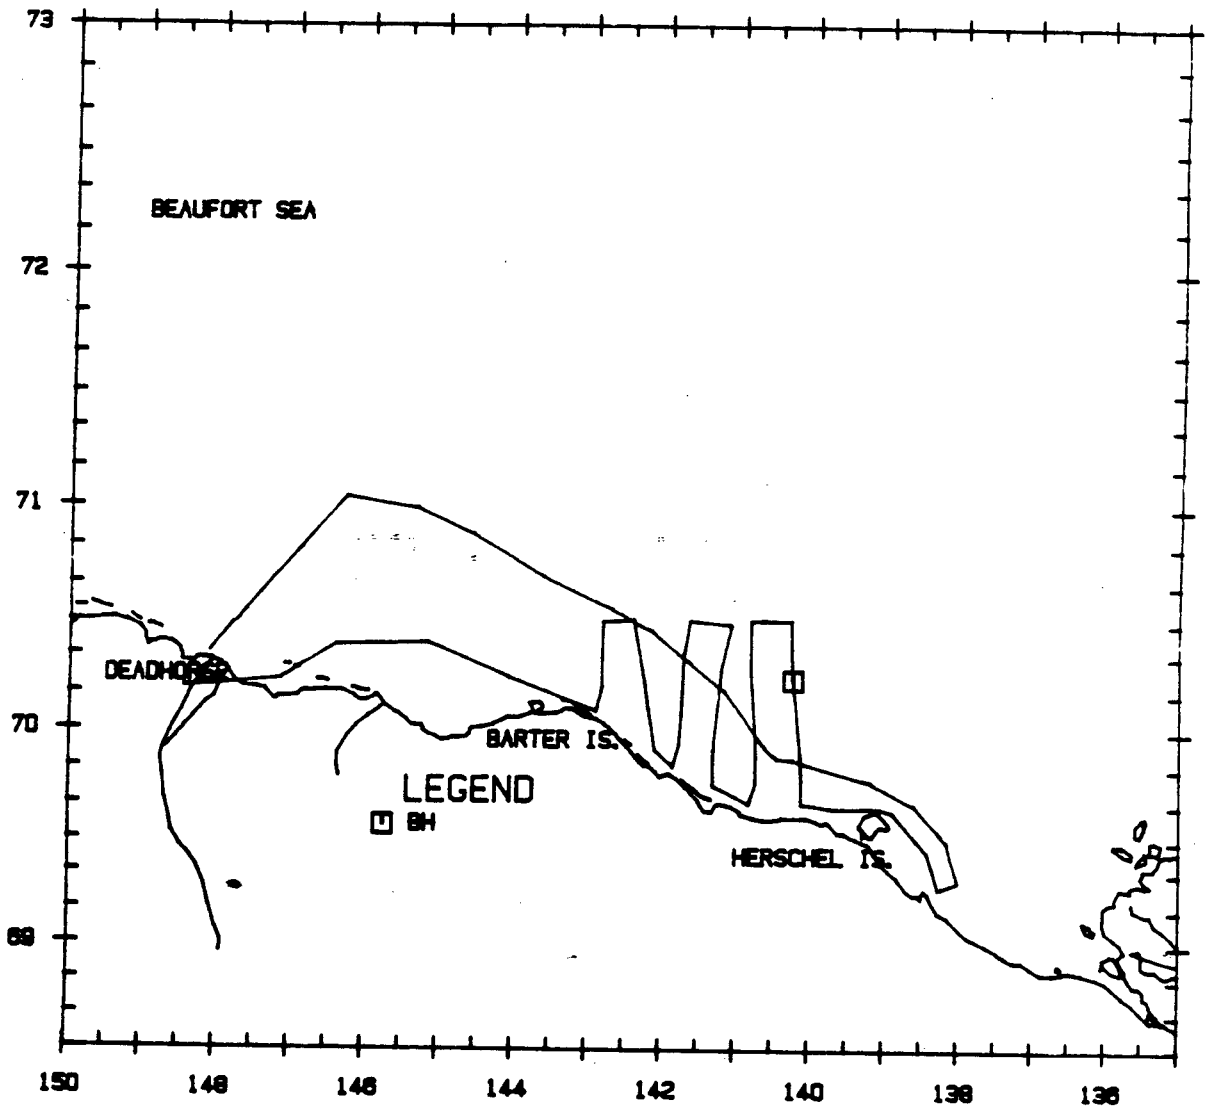 73
BEAUFORT SEA
72
71
DEADHORSE
70
BARTER IS.
LEGEND
BH
HERSCHEL IS.
69
150 148 146 144 142 140 138 136